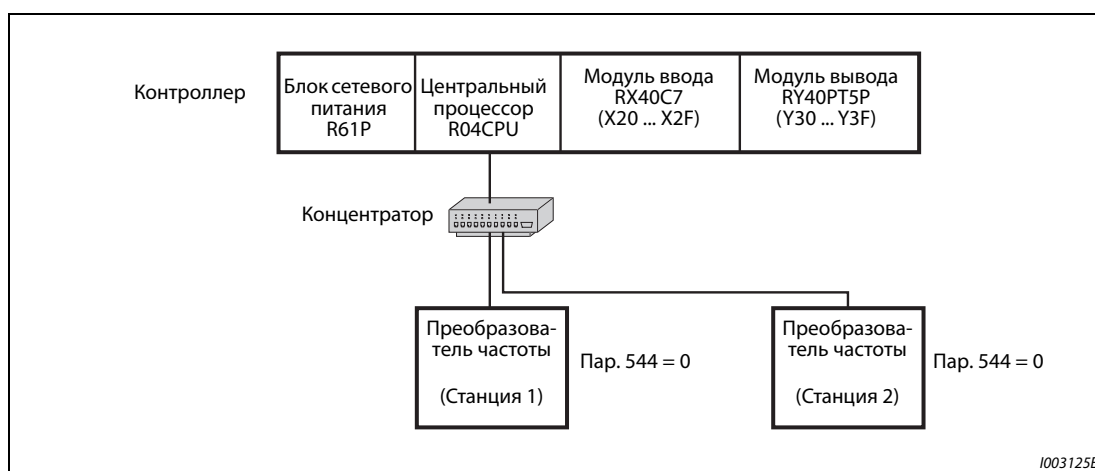 Контроллер
Блок сетевого
питания
R61P
Центральный
процессор
R04CPU
Модуль ввода
RX40C7
(X20 ... X2F)
Модуль вывода
RY40PT5P
(Y30 ... Y3F)
Концентратор
Преобразова-
тель частоты
(Станция 1)
Пар. 544 = 0
Преобразова-
тель частоты
(Станция 2)
Пар. 544 = 0
I003125E